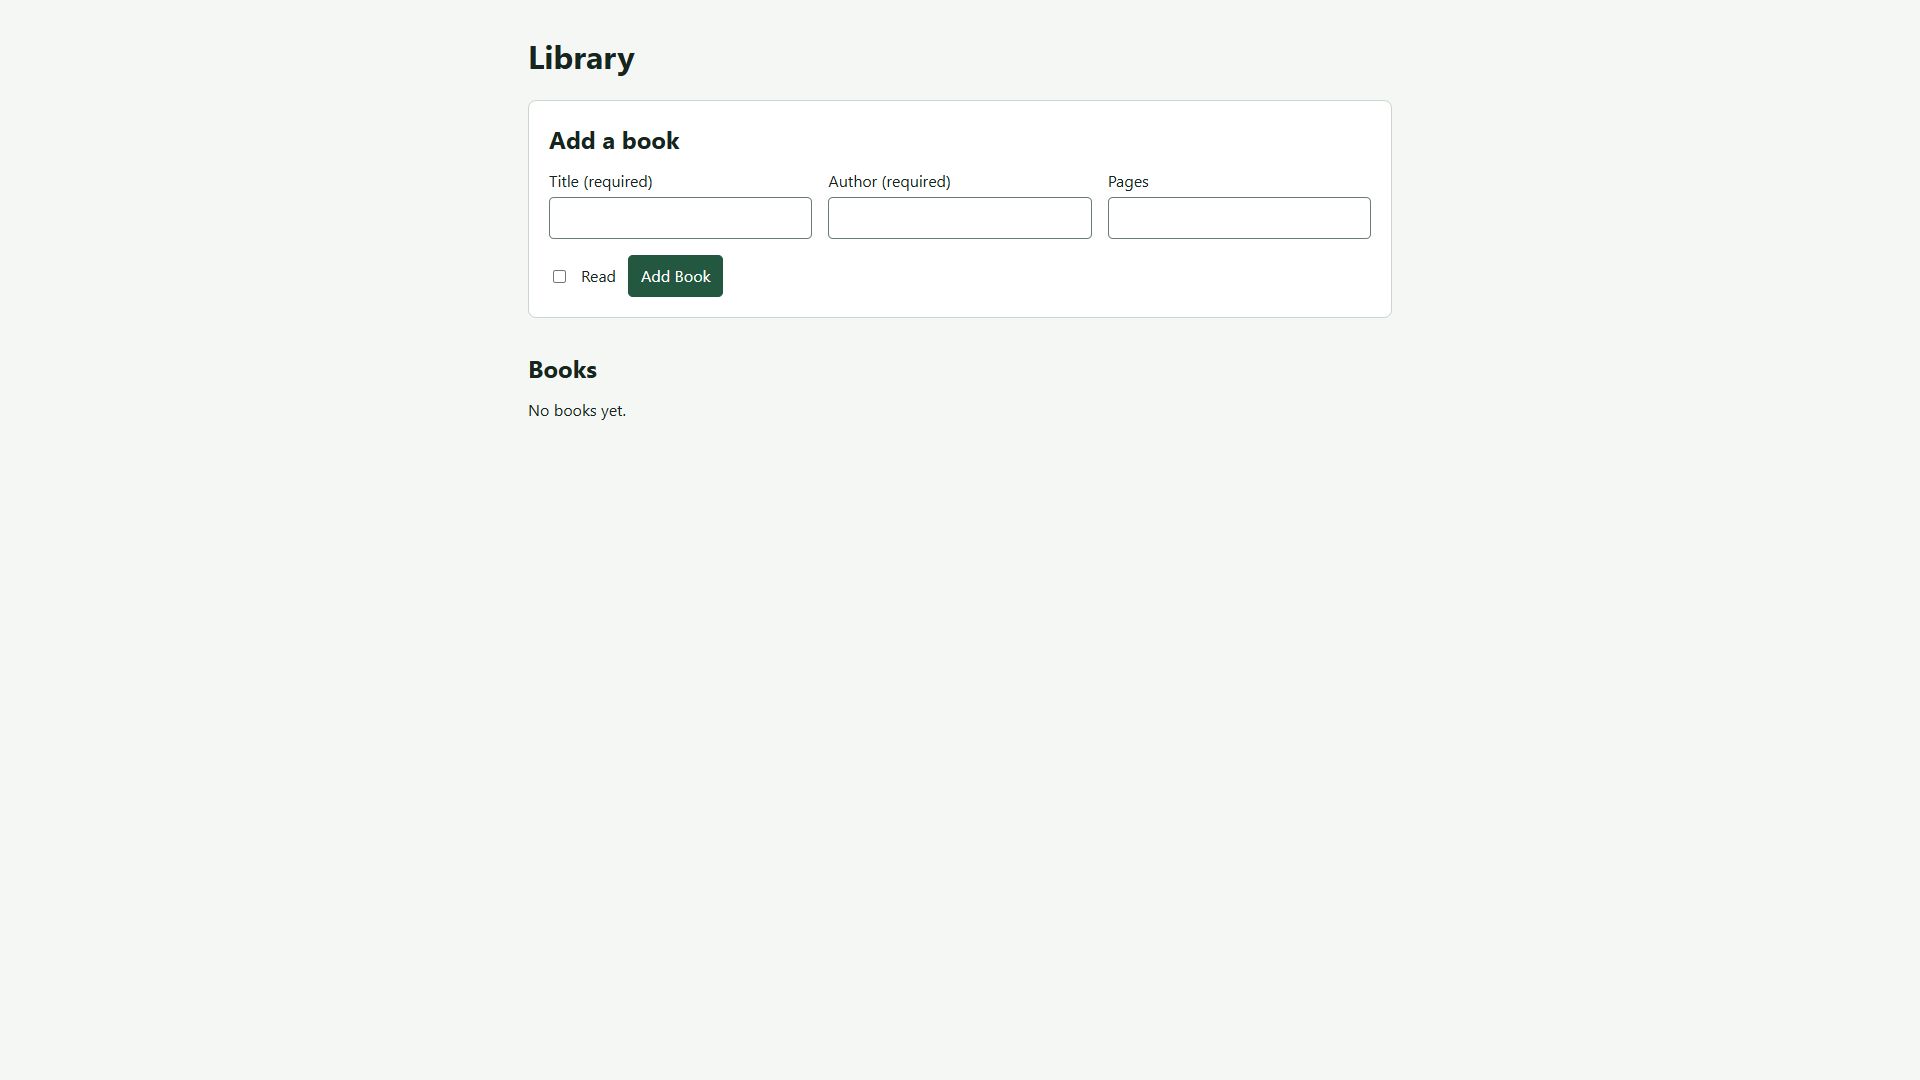 Library
Add a book
Title (required) Author (required) Pages
Read Add Book
Books
No books yet.